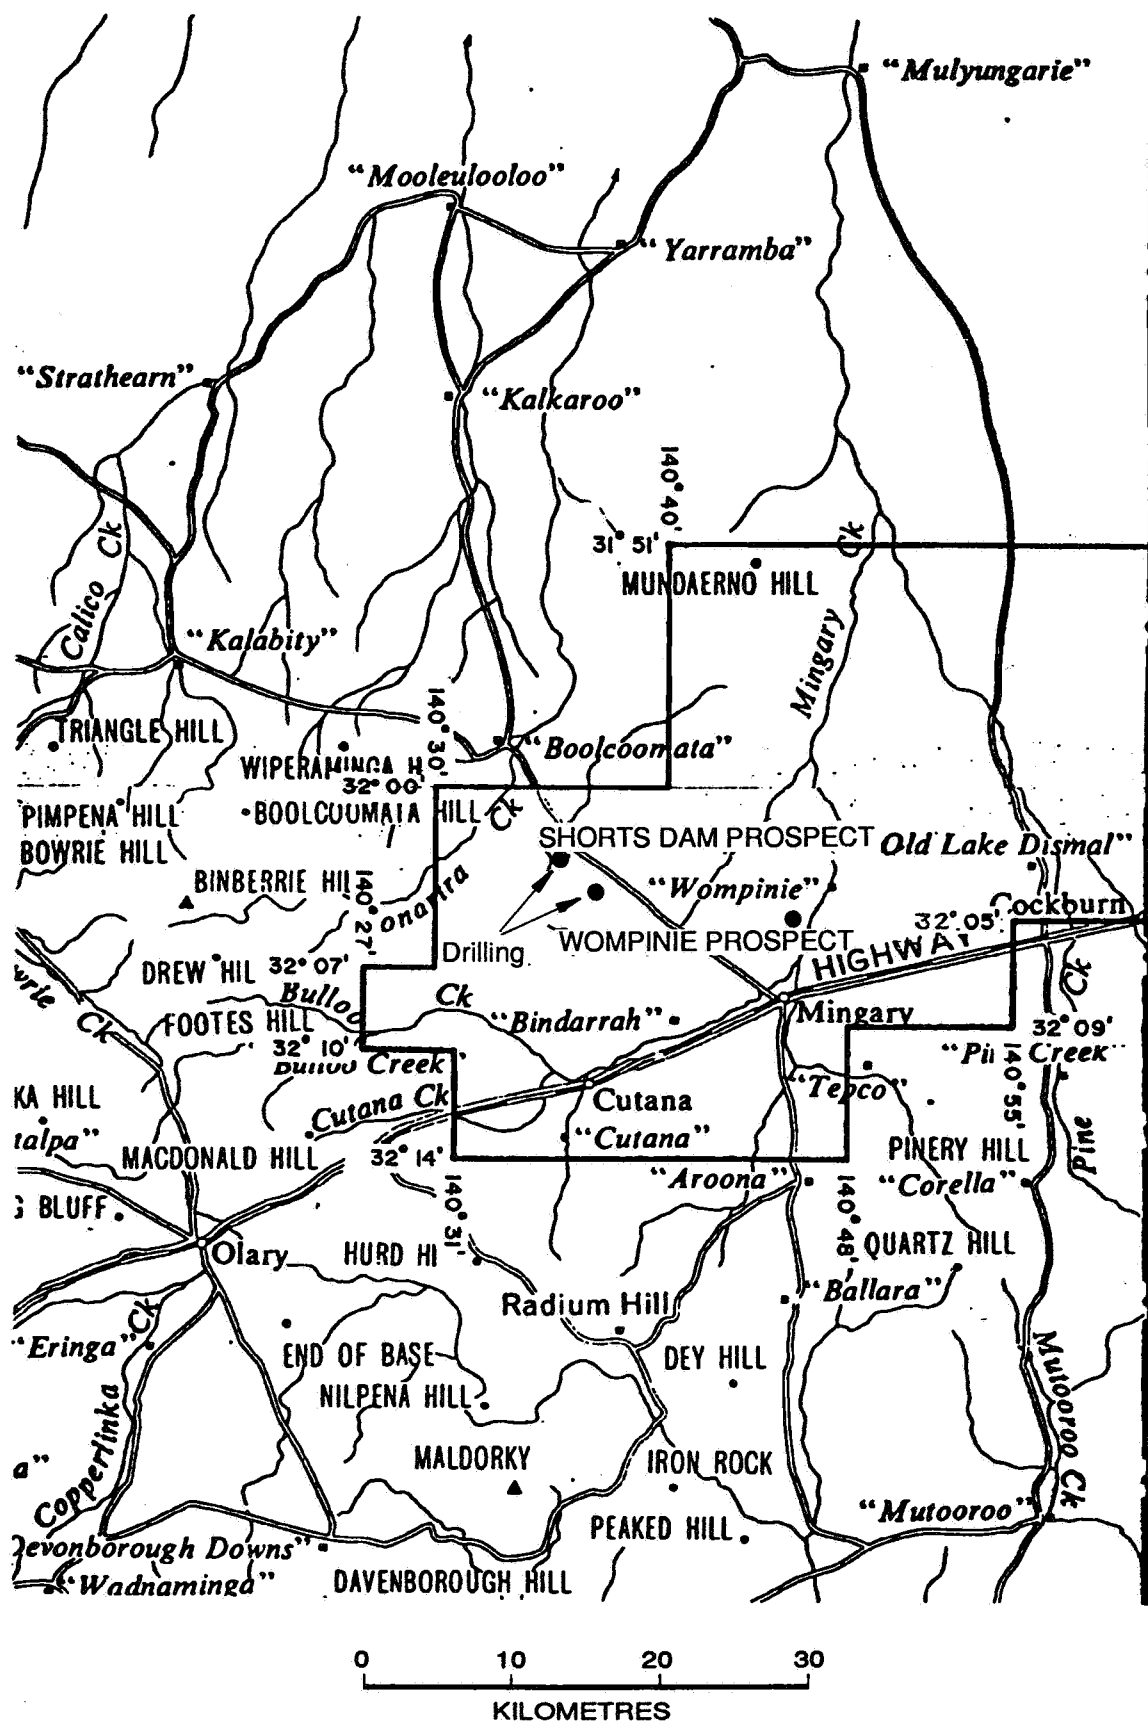 "Mulyungarie"
"Mooleulooloo"
"Yarramba"
"Strathearn"
"Kalkaroo"
140° 40'
31° 51'
Ck
MUNDAERNO HILL
Calico Ck
"Kalabity"
Mingary
TRIANGLE HILL
140° 30'
"Boolcoomata"
WIPERAMINGA H
32° 00'
PIMPENA HILL
BOOLCOOMATA HILL
Ck
BOWRIE HILL
SHORTS DAM PROSPECT
"Old Lake Dismal"
BINBERRIE HIL
140° 27'
"Wompinie"
Cockburn
32° 05'
Drilling
WOMPINIE PROSPECT
HIGHWAY
DREW HIL
32° 07'
Bulloo
Ck
Ck
"Bindarrah"
Mingary
Ck
FOOTES HILL
32° 10'
32° 09'
Creek
Creek"
"Tepco"
140° 55'
KA HILL
Cutana Ck
Cutana
talpa"
"Cutana"
PINERY HILL
Pine
MACDONALD HILL
32° 14'
"Aroona"
"Corella"
G BLUFF
140° 31'
140° 48'
Olary
HURD HI
QUARTZ HILL
Ck
Radium Hill
"Ballara"
"Eringa"
END OF BASE
DEY HILL
NILPENA HILL
Mutooroo Ck
Copperlinka
MALDORKY
IRON ROCK
a"
"Mutooroo"
PEAKED HILL
Devonborough Downs"
"Wadnaminga"
DAVENBOROUGH HILL
0 10 20 30
KILOMETRES